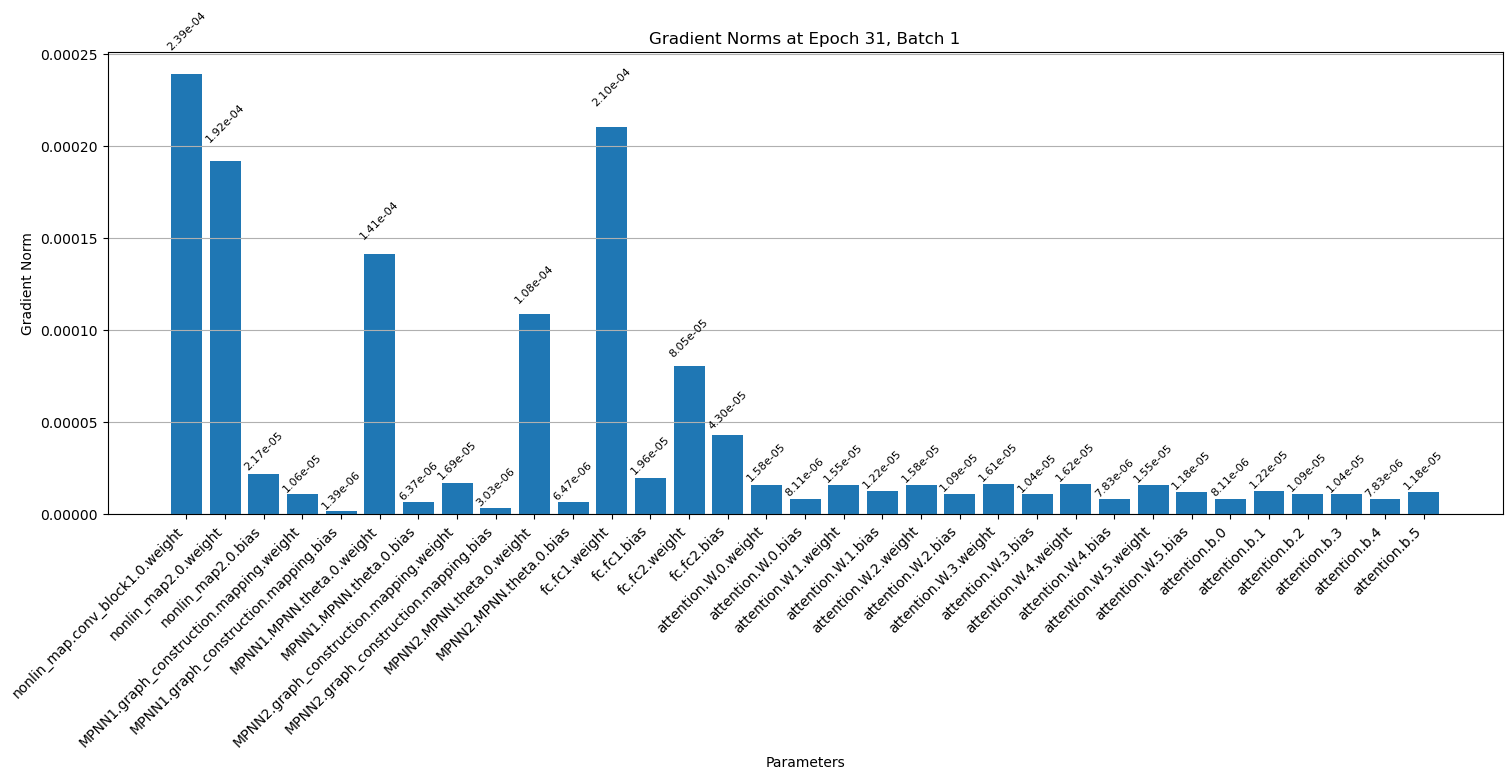 Gradient Norms at Epoch 31, Batch 1
Gradient Norm
0.00025
0.00020
0.00015
0.00010
0.00005
0.00000
2.39e-04
1.92e-04
2.17e-05
1.06e-05
1.39e-06
1.41e-04
6.37e-06
1.69e-05
3.03e-06
1.08e-04
6.47e-06
2.10e-04
1.96e-05
8.05e-05
4.30e-05
1.58e-05
8.11e-06
1.55e-05
1.22e-05
1.58e-05
1.09e-05
1.61e-05
1.04e-05
1.62e-05
7.83e-06
1.55e-05
1.18e-05
8.11e-06
1.22e-05
1.09e-05
1.04e-05
7.83e-06
1.18e-05
nonlin_map.conv_block1.0.weight
nonlin_map2.0.weight
nonlin_map2.0.bias
MPNN1.graph_construction.mapping.weight
MPNN1.graph_construction.mapping.bias
MPNN1.MPNN.theta.0.weight
MPNN1.MPNN.theta.0.bias
MPNN2.graph_construction.mapping.weight
MPNN2.graph_construction.mapping.bias
MPNN2.MPNN.theta.0.weight
MPNN2.MPNN.theta.0.bias
fc.fc1.weight
fc.fc1.bias
fc.fc2.weight
fc.fc2.bias
attention.W.0.weight
attention.W.0.bias
attention.W.1.weight
attention.W.1.bias
attention.W.2.weight
attention.W.2.bias
attention.W.3.weight
attention.W.3.bias
attention.W.4.weight
attention.W.4.bias
attention.W.5.weight
attention.W.5.bias
attention.b.0
attention.b.1
attention.b.2
attention.b.3
attention.b.4
attention.b.5
Parameters